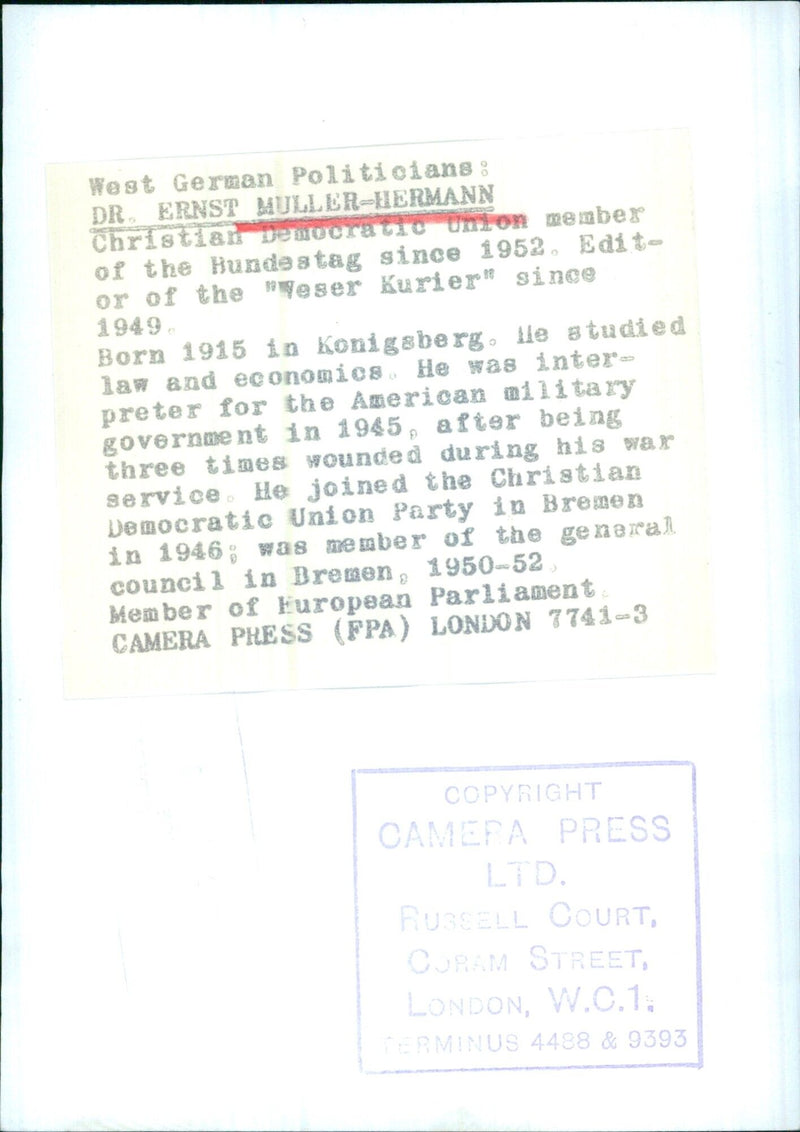 West German Politicians:
DR. ERNST MULLER-HERMANN
Christian Democratic Union member
of the Bundestag since 1952. Edit-
or of the "Weser Kurier" since
1949.
Born 1915 in Konigsberg. He studied
law and economics. He was inter-
preter for the American military
government in 1945, after being
three times wounded during his war
service. He joined the Christian
Democratic Union Party in Bremen
in 1946; was member of the general
council in Bremen, 1950-52.
Member of European Parliament.
CAMERA PRESS (FPA) LONDON 7741-3
COPYRIGHT
CAMERA PRESS
LTD.
RUSSELL COURT,
CORAM STREET,
LONDON, W.C.1.
TERMINUS 4488 & 9393